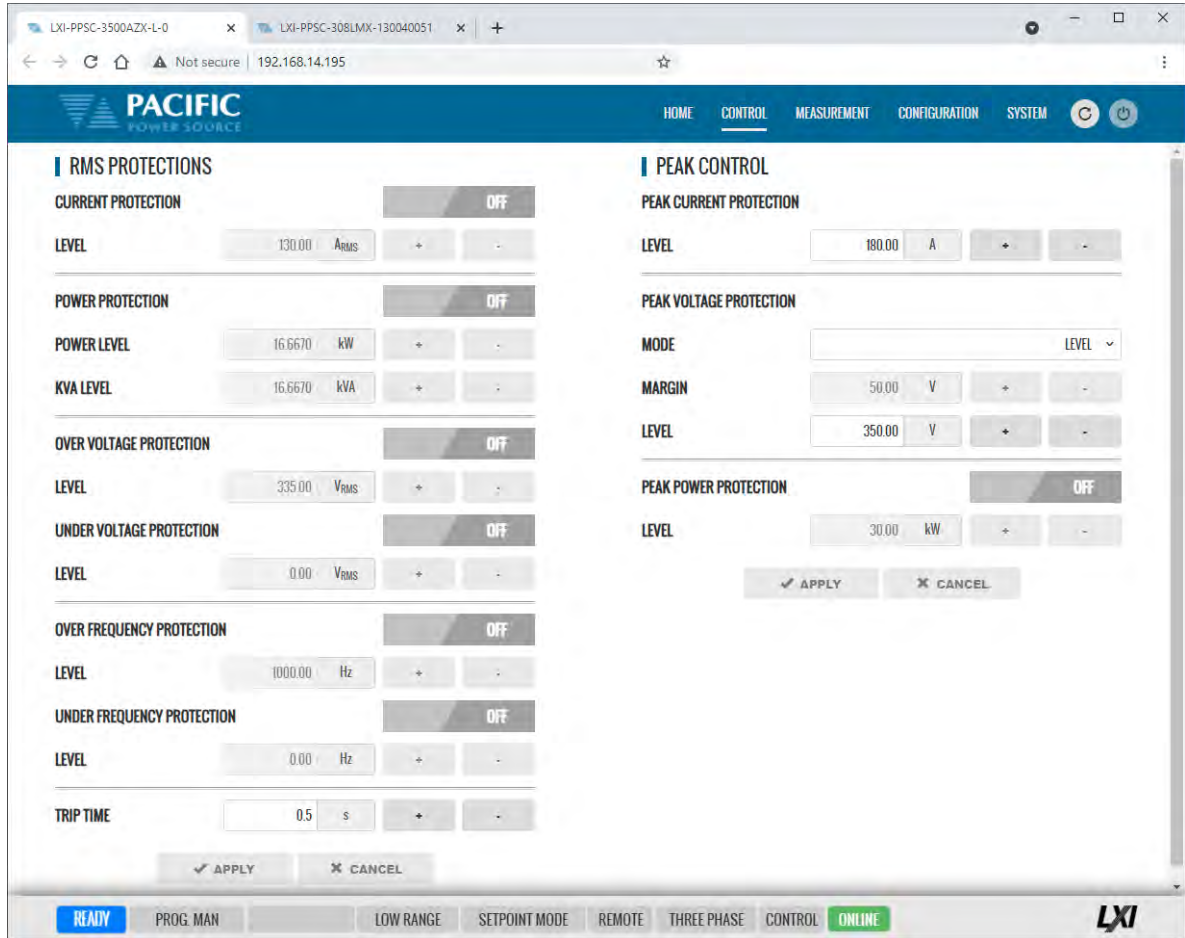 LXI-PPSC-3500AZX-L-0 × LXI-PPSC-308LMX-130040051 × +
Not secure 192.168.14.195
PACIFIC
POWER SOURCE
HOME CONTROL MEASUREMENT CONFIGURATION SYSTEM
RMS PROTECTIONS
CURRENT PROTECTION OFF
LEVEL 130.00 ARMS + -
POWER PROTECTION OFF
POWER LEVEL 16.6670 kW + -
KVA LEVEL 16.6670 kVA + -
OVER VOLTAGE PROTECTION OFF
LEVEL 335.00 VRMS + -
UNDER VOLTAGE PROTECTION OFF
LEVEL 0.00 VRMS + -
OVER FREQUENCY PROTECTION OFF
LEVEL 1000.00 Hz + -
UNDER FREQUENCY PROTECTION OFF
LEVEL 0.00 Hz + -
TRIP TIME 0.5 s + -
APPLY CANCEL
PEAK CONTROL
PEAK CURRENT PROTECTION
LEVEL 180.00 A + -
PEAK VOLTAGE PROTECTION
MODE LEVEL
MARGIN 50.00 V + -
LEVEL 350.00 V + -
PEAK POWER PROTECTION OFF
LEVEL 30.00 kW + -
APPLY CANCEL
READY PROG. MAN LOW RANGE SETPOINT MODE REMOTE THREE PHASE CONTROL ONLINE LXI